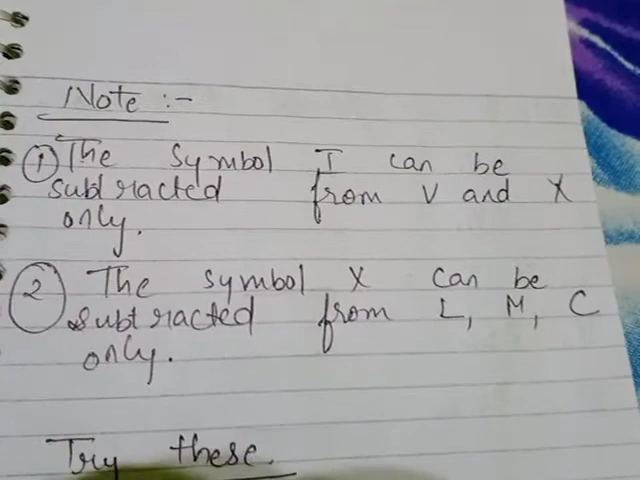 Note :-
① The symbol I can be
subtracted from V and X
only.
② The symbol X can be
subtracted from L, M, C
only.
Try these